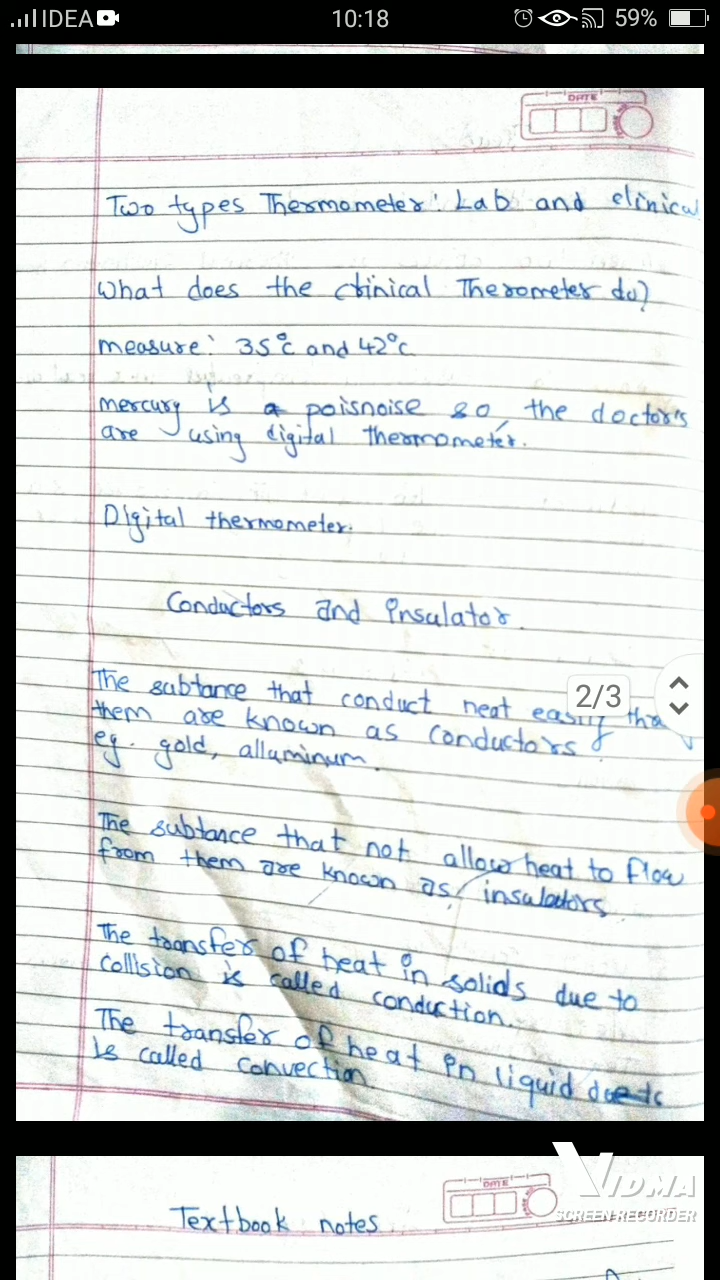 IDEA
10:18
59%
DATE
Two types Thermometer: Lab and clinical
What does the clinical Therometer do?
measure: 35°c and 42°c
mercury is a poisnoise so, the doctor's
are using digital thermometer.
Digital thermometer.
Conductors and insulator.
The subtance that conduct heat easily
2/3
them are known as conductors
eg. gold, alluminum.
The subtance that not allow heat to flow
from them are known as, insulators.
The transfer of heat in solids due to
collision is called conduction.
The transfer of heat in liquid due to
is called convection
DATE
VIDMA
SCREEN RECORDER
Textbook notes.